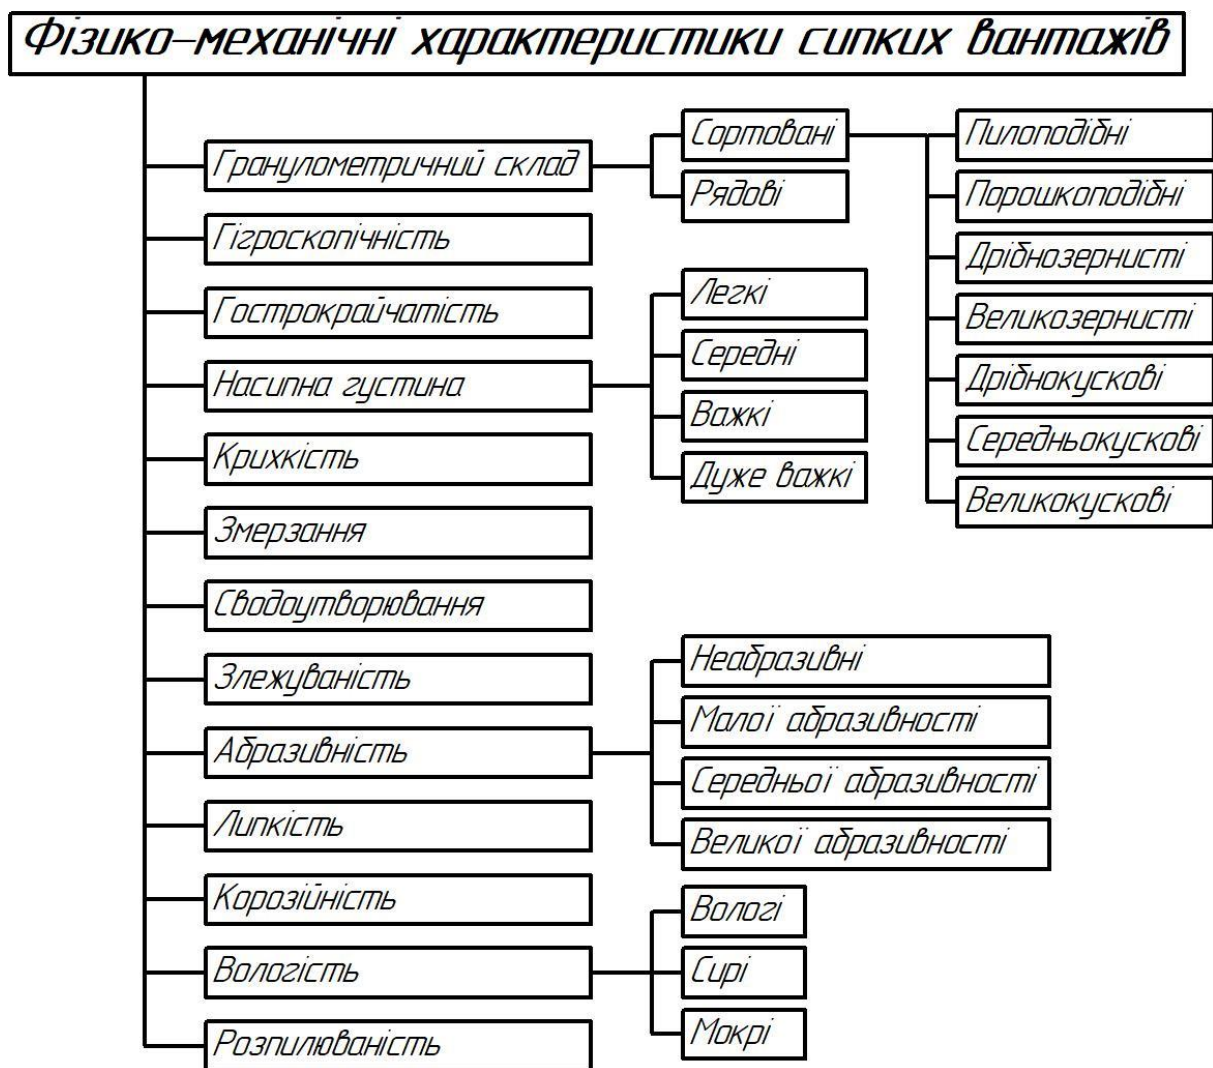 Фізико-механічні характеристики сипких вантажів
Гранулометричний склад
Сортовані
Рядові
Пилоподібні
Порошкоподібні
Дрібнозернисті
Великозернисті
Дрібнокускові
Середньокускові
Великокускові
Гігроскопічність
Гострокрайчатість
Насипна густина
Легкі
Середні
Важкі
Дуже важкі
Крихкість
Змерзання
Сводоутворювання
Злежуваність
Абразивність
Неабразивні
Малої абразивності
Середньої абразивності
Великої абразивності
Липкість
Корозійність
Вологість
Вологі
Сирі
Мокрі
Розпилюваність